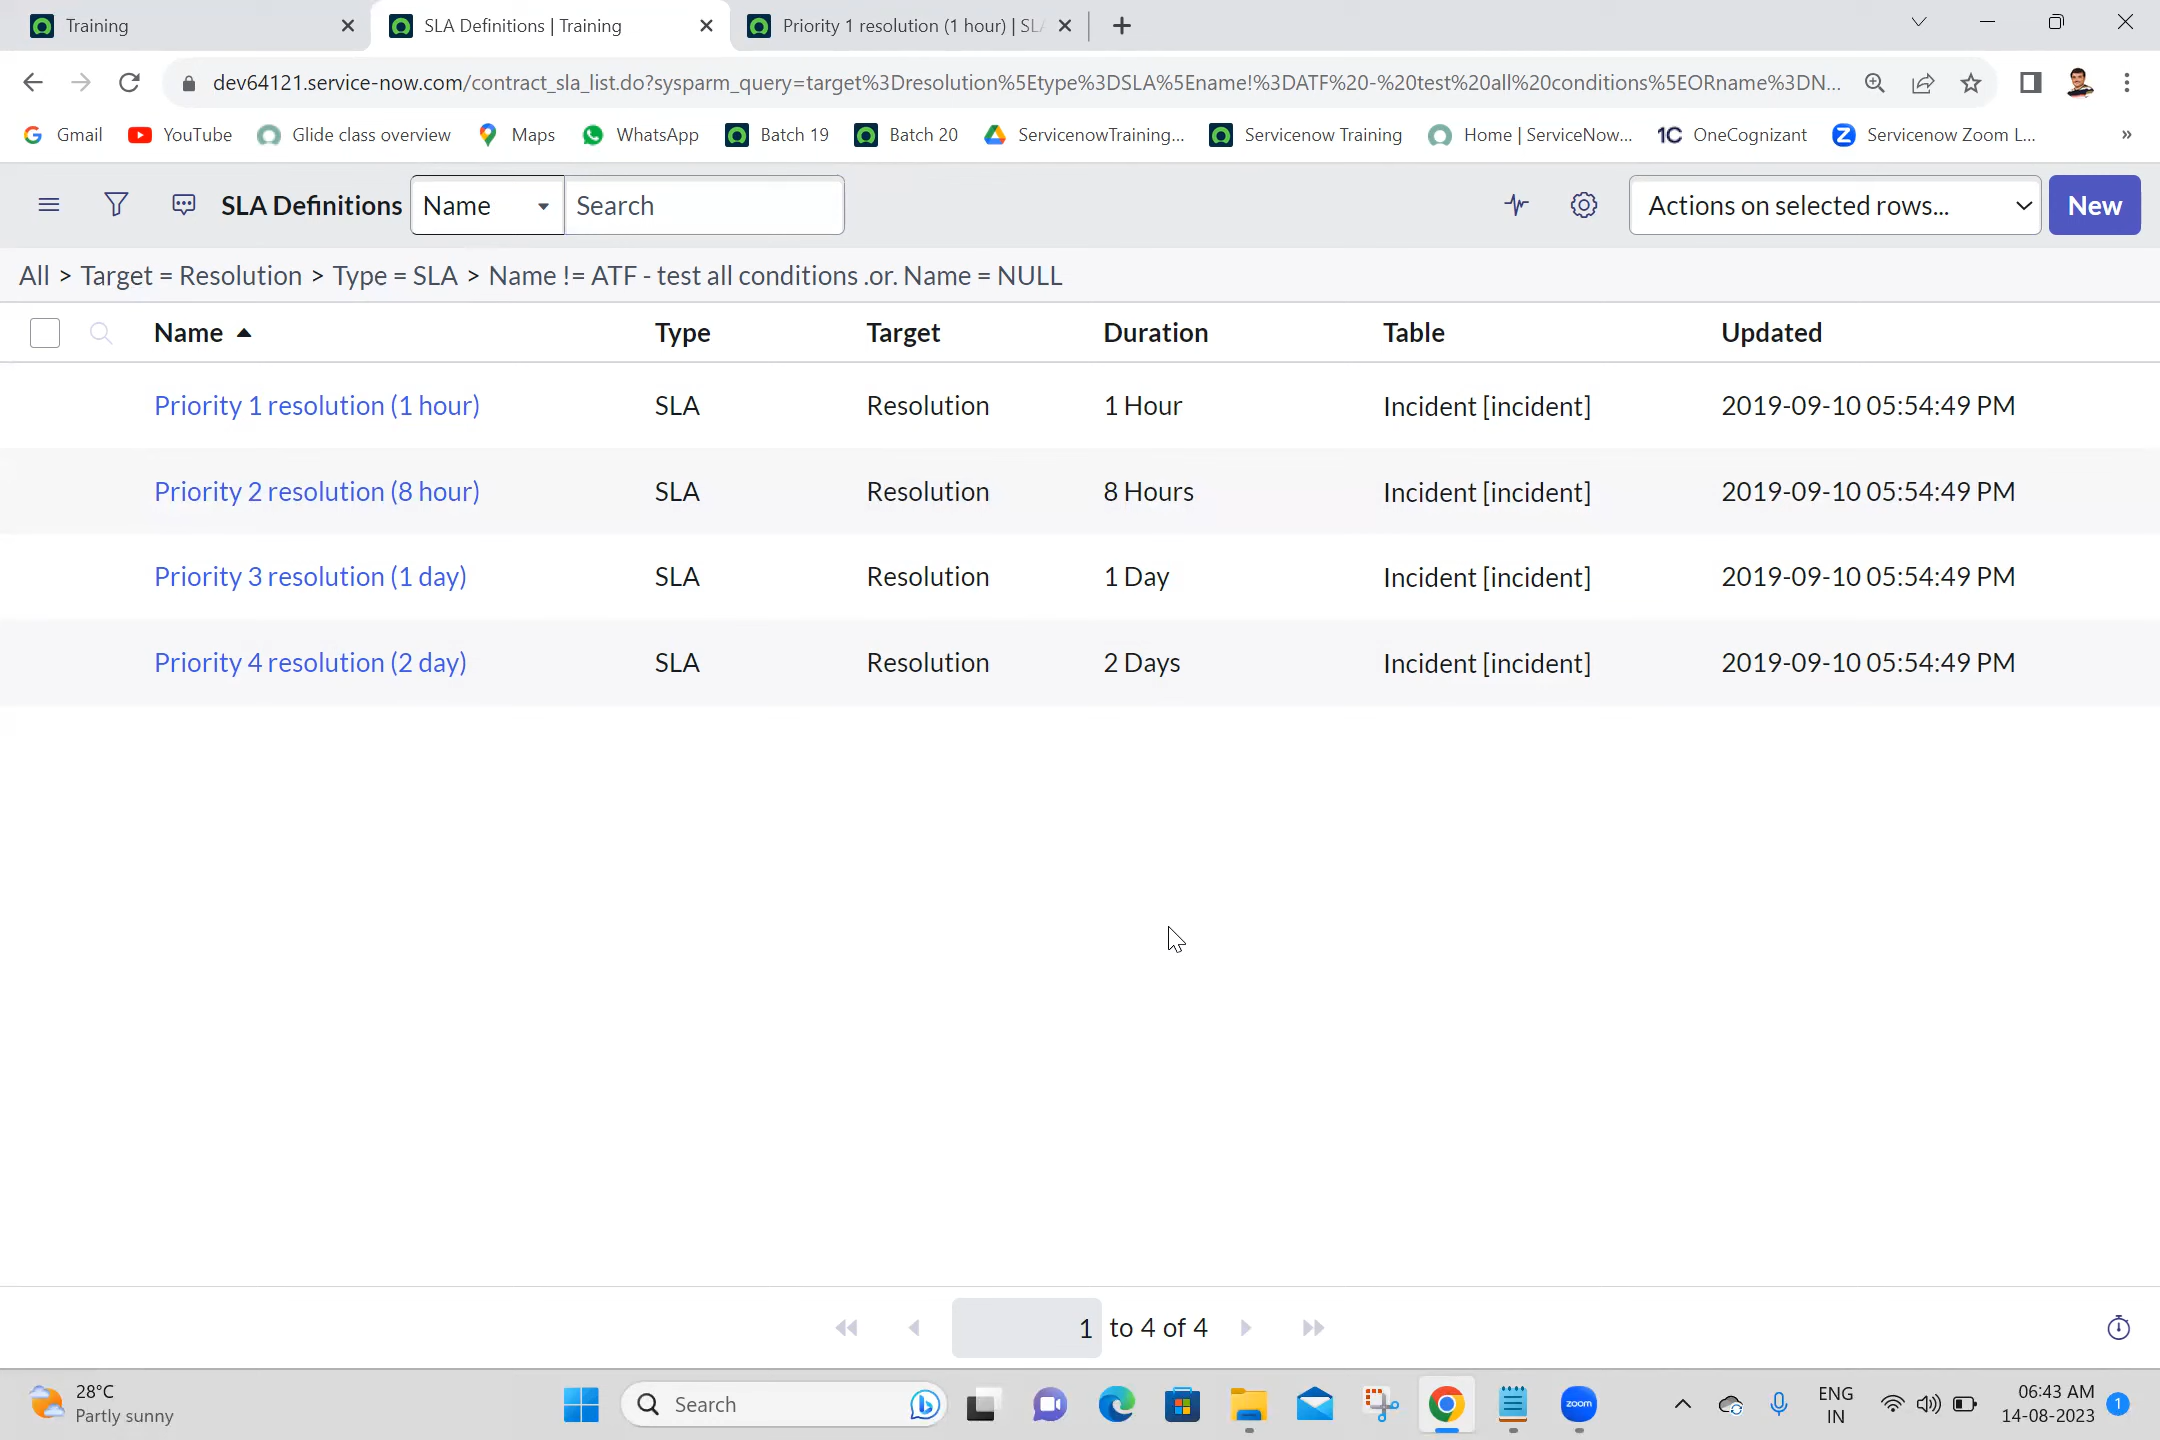 Training
SLA Definitions | Training
Priority 1 resolution (1 hour) | SL
dev64121.service-now.com/contract_sla_list.do?sysparm_query=target%3Dresolution%5Etype%3DSLA%5Ename!%3DATF%20-%20test%20all%20conditions%5EORname%3DN...
Gmail YouTube Glide class overview Maps WhatsApp Batch 19 Batch 20 ServicenowTraining... Servicenow Training Home | ServiceNow... OneCognizant Servicenow Zoom L... »
SLA Definitions Name Search Actions on selected rows... New
All > Target = Resolution > Type = SLA > Name != ATF - test all conditions .or. Name = NULL
Name Type Target Duration Table Updated
Priority 1 resolution (1 hour) SLA Resolution 1 Hour Incident [incident] 2019-09-10 05:54:49 PM
Priority 2 resolution (8 hour) SLA Resolution 8 Hours Incident [incident] 2019-09-10 05:54:49 PM
Priority 3 resolution (1 day) SLA Resolution 1 Day Incident [incident] 2019-09-10 05:54:49 PM
Priority 4 resolution (2 day) SLA Resolution 2 Days Incident [incident] 2019-09-10 05:54:49 PM
1 to 4 of 4
28°C
Partly sunny
Search
zoom
ENG
IN
06:43 AM
14-08-2023
1